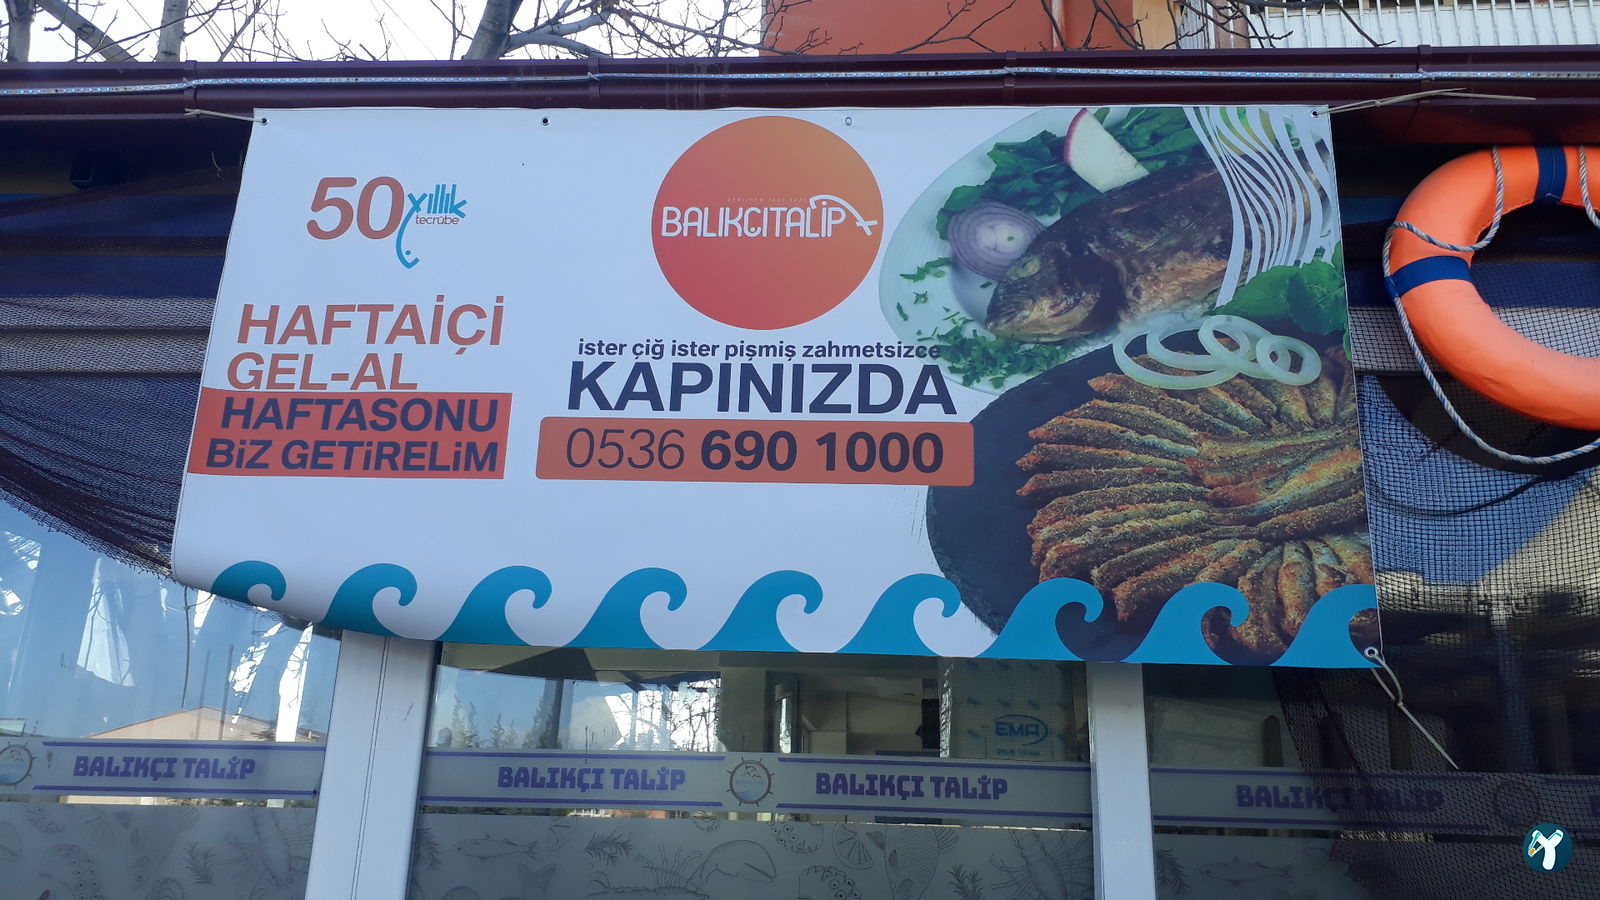 50 yıllık
tecrübe
BALIKÇITALİP
HAFTAİÇİ
GEL-AL
HAFTASONU
BİZ GETİRELİM
ister çiğ ister pişmiş zahmetsizce
KAPINIZDA
0536 690 1000
EMA
BALIKÇI TALİP
BALIKÇI TALİP
BALIKÇI TALİP
BALIKÇI TALİP